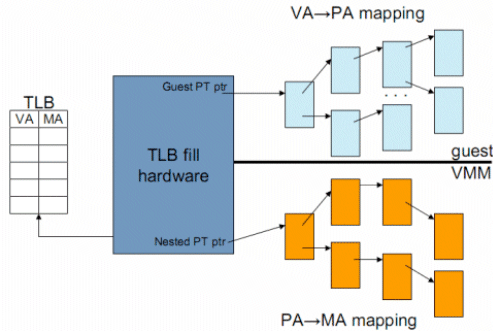 VA→PA mapping
Guest PT ptr
TLB
VA MA
TLB fill
hardware
. . .
guest
VMM
Nested PT ptr
PA→MA mapping